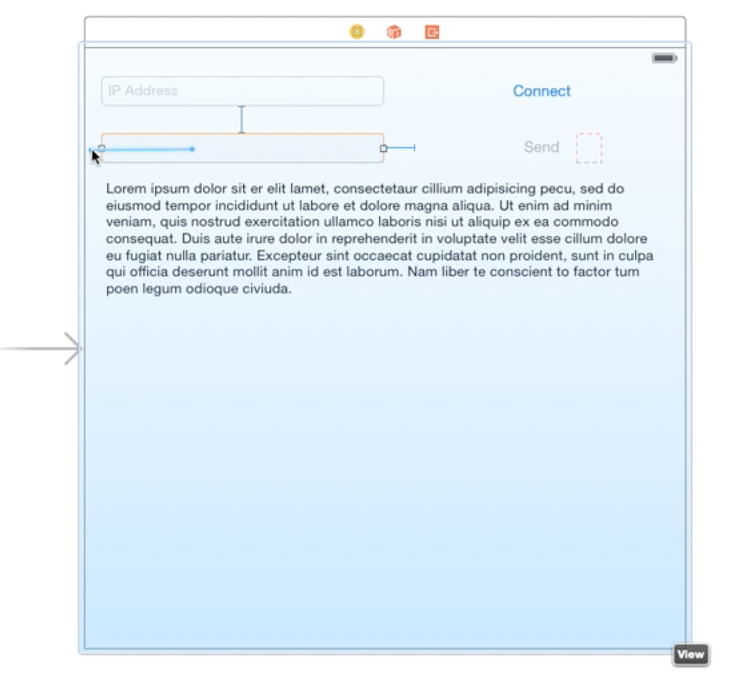 IP Address
Connect
Send
Lorem ipsum dolor sit er elit lamet, consectetaur cillium adipisicing pecu, sed do
eiusmod tempor incididunt ut labore et dolore magna aliqua. Ut enim ad minim
veniam, quis nostrud exercitation ullamco laboris nisi ut aliquip ex ea commodo
consequat. Duis aute irure dolor in reprehenderit in voluptate velit esse cillum dolore
eu fugiat nulla pariatur. Excepteur sint occaecat cupidatat non proident, sunt in culpa
qui officia deserunt mollit anim id est laborum. Nam liber te conscient to factor tum
poen legum odioque civiuda.
View